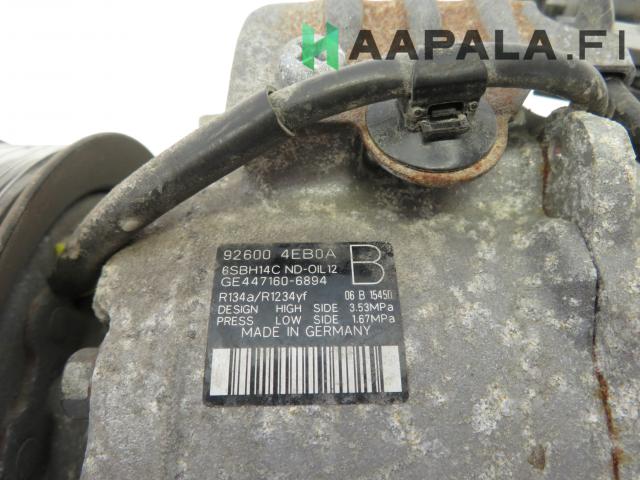 HAAPALA.FI
92600 4EB0A
B
6SBH14C ND-OIL12
GE447160-6894
R134a/R1234yf 06 B 15450
DESIGN HIGH SIDE 3.53MPa
PRESS LOW SIDE 1.67MPa
MADE IN GERMANY